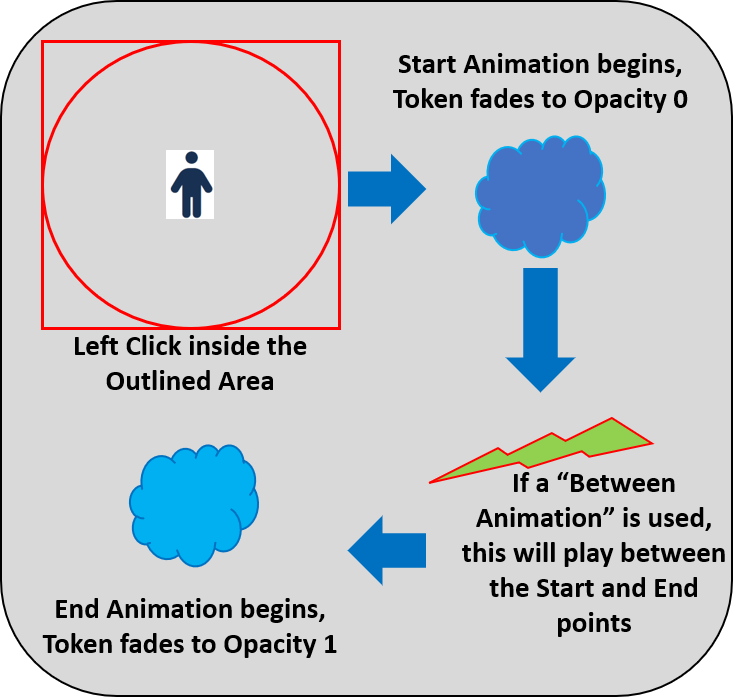 Start Animation begins,
Token fades to Opacity 0
Left Click inside the
Outlined Area
If a “Between
Animation” is used,
this will play between
the Start and End
points
End Animation begins,
Token fades to Opacity 1